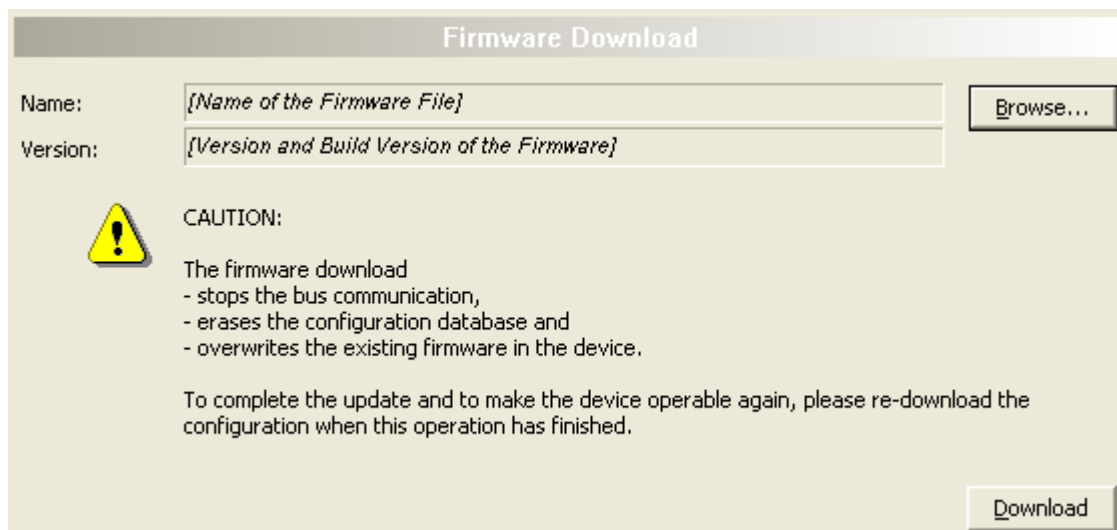 Firmware Download
Name: [Name of the Firmware File] Browse...
Version: [Version and Build Version of the Firmware]
CAUTION:
The firmware download
- stops the bus communication,
- erases the configuration database and
- overwrites the existing firmware in the device.
To complete the update and to make the device operable again, please re-download the
configuration when this operation has finished.
Download